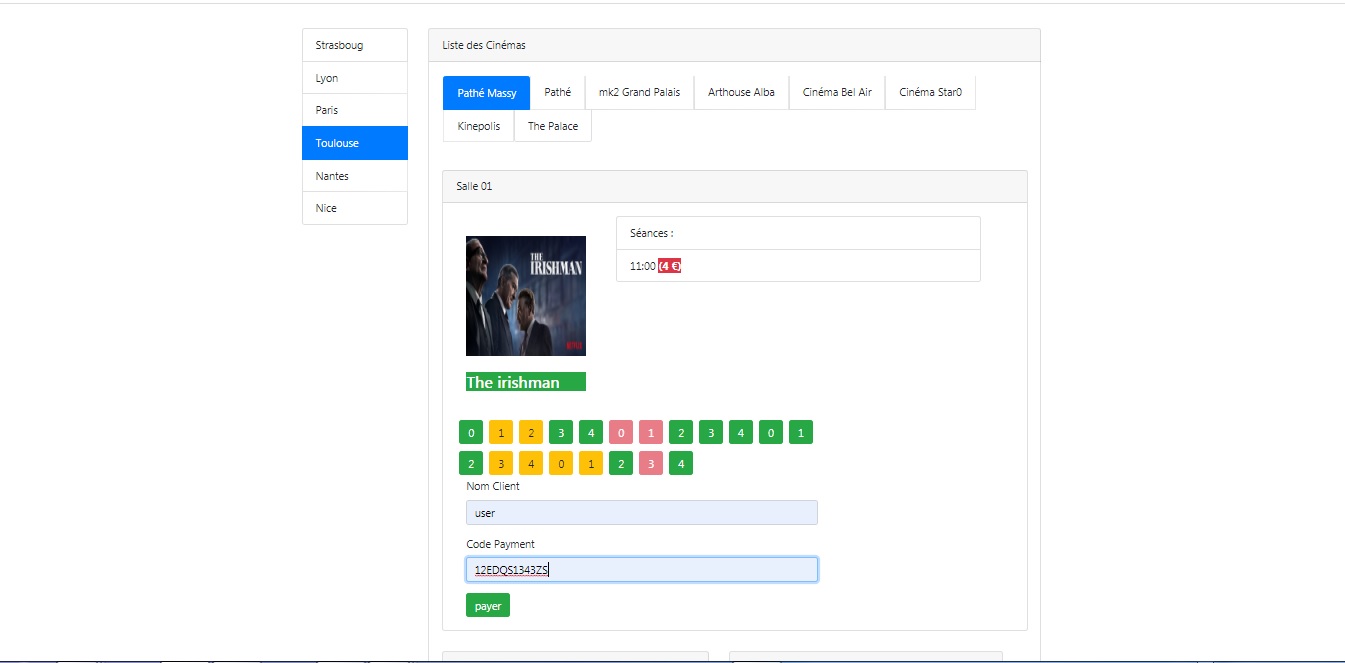 Strasboug
Lyon
Paris
Toulouse
Nantes
Nice
Liste des Cinémas
Pathé Massy Pathé mk2 Grand Palais Arthouse Alba Cinéma Bel Air Cinéma Star0
Kinepolis The Palace
Salle 01
THE
IRISHMAN
Séances :
11:00 (4 €)
The irishman
0 1 2 3 4 0 1 2 3 4 0 1
2 3 4 0 1 2 3 4
Nom Client
user
Code Payment
12EDQS1343ZS
payer